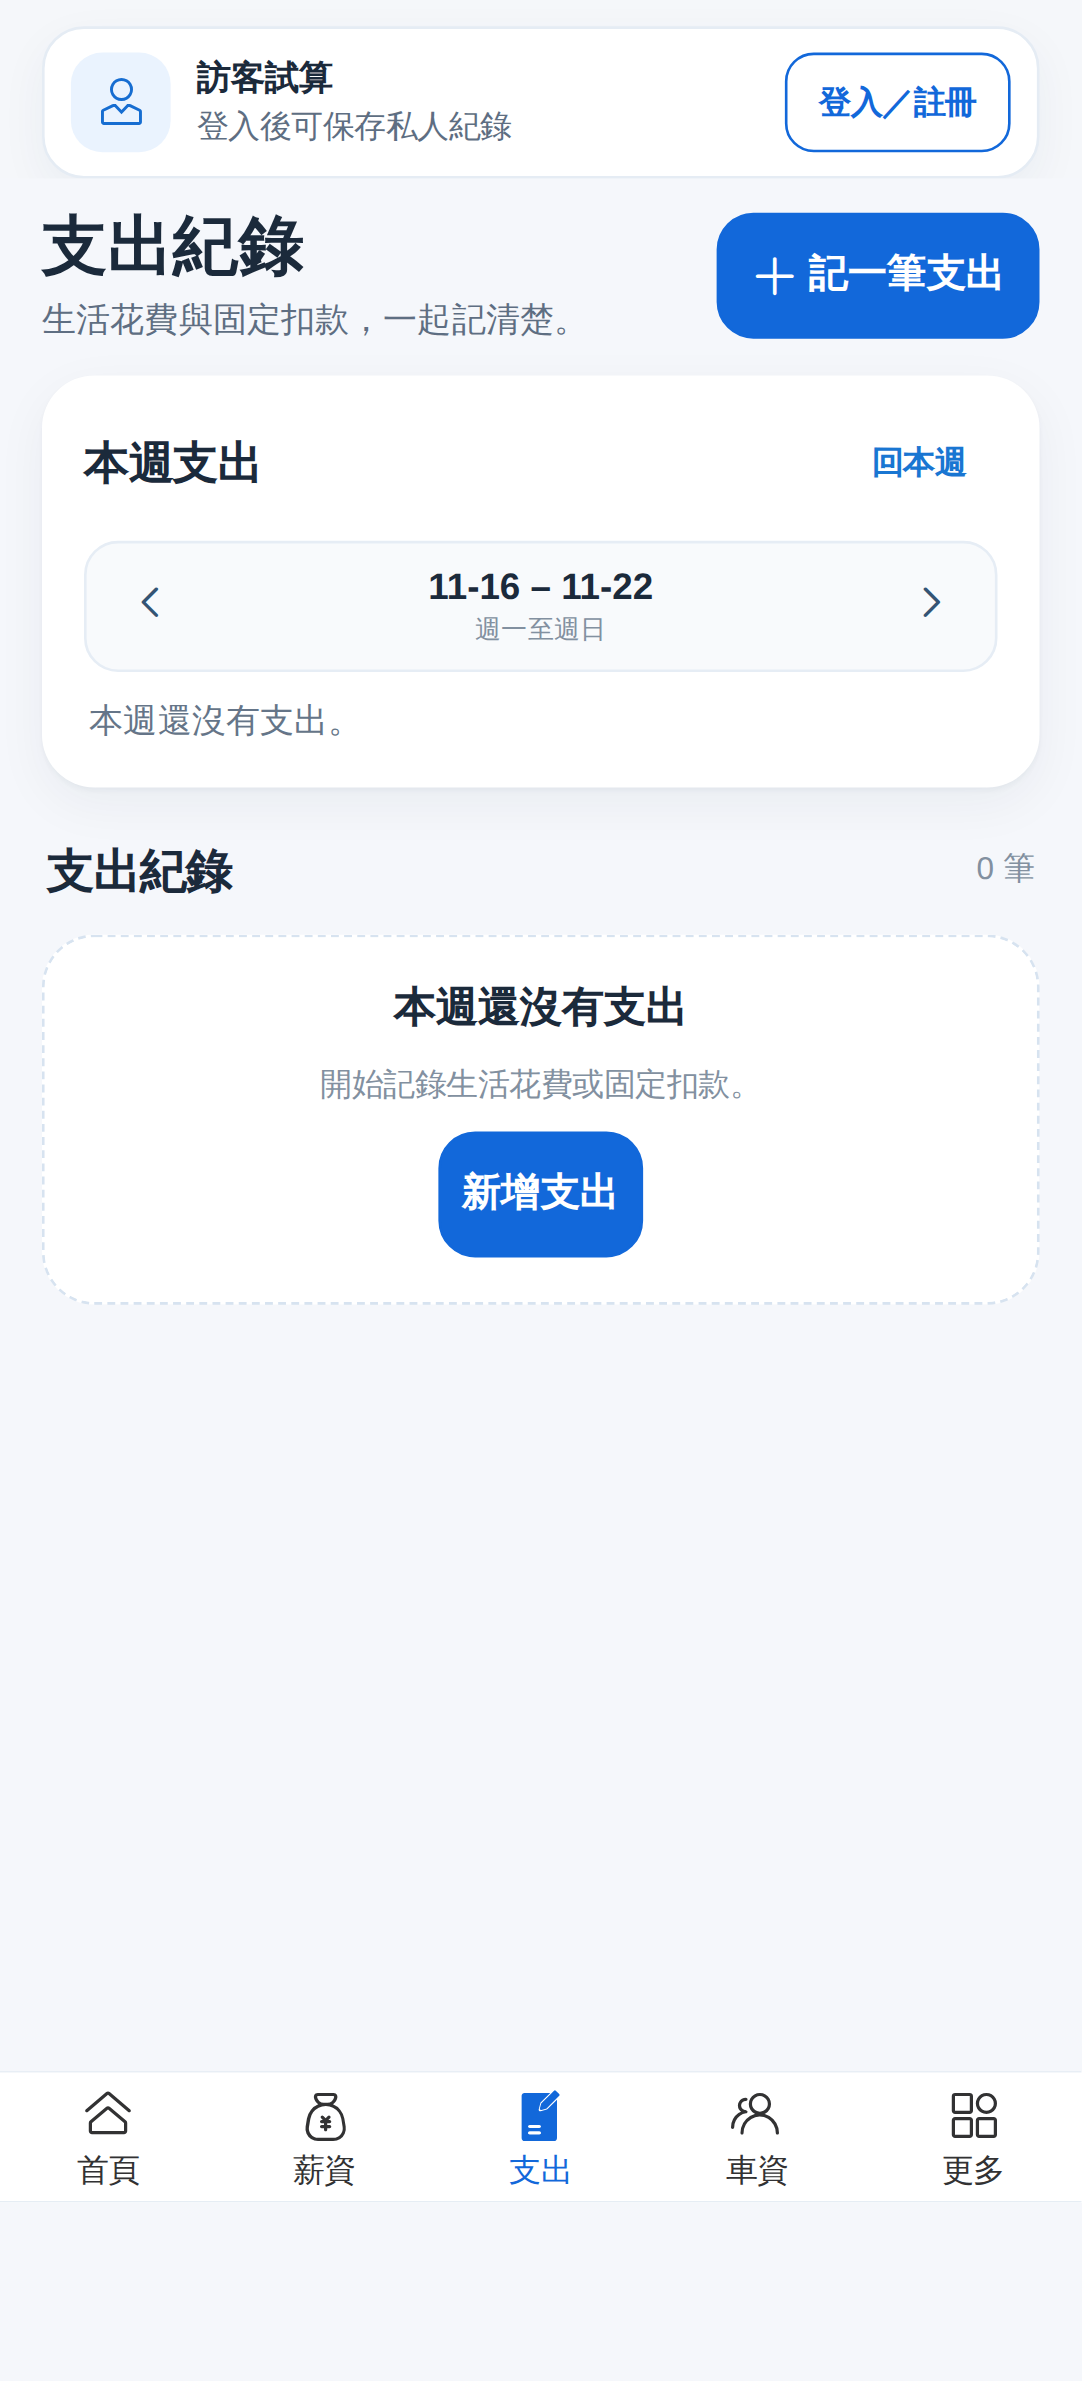 訪客試算
登入後可保存私人紀錄
登入／註冊
支出紀錄
生活花費與固定扣款，一起記清楚。
記一筆支出
本週支出
回本週
11-16 – 11-22
週一至週日
本週還沒有支出。
支出紀錄
0 筆
本週還沒有支出
開始記錄生活花費或固定扣款。
新增支出
首頁
薪資
支出
車資
更多